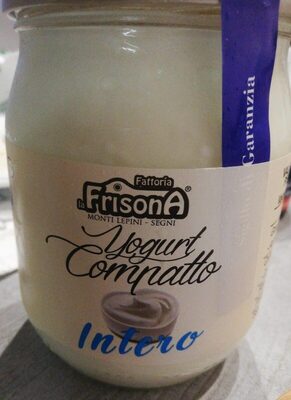 Garanzia
Fattoria
la FrisonA®
MONTI LEPINI - SEGNI
Yogurt
Compatto
Intero